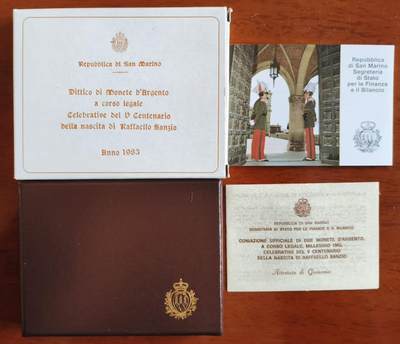 Repubblica di San Marino
Dittico di Monete d'Argento
a corso legale
Celebrative del V Centenario
della nascita di Raffaello Sanzio
Anno 1983
Repubblica
di San Marino
Segreteria
di Stato
per le Finanze
e il Bilancio
REPUBBLICA DI SAN MARINO
SEGRETERIA DI STATO PER LE FINANZE E IL BILANCIO
CONIAZIONE UFFICIALE DI DUE MONETE D'ARGENTO,
A CORSO LEGALE, MILLESIMO 1983,
CELEBRATIVE DEL V CENTENARIO
DELLA NASCITA DI RAFFAELLO SANZIO
Attestato di Garanzia